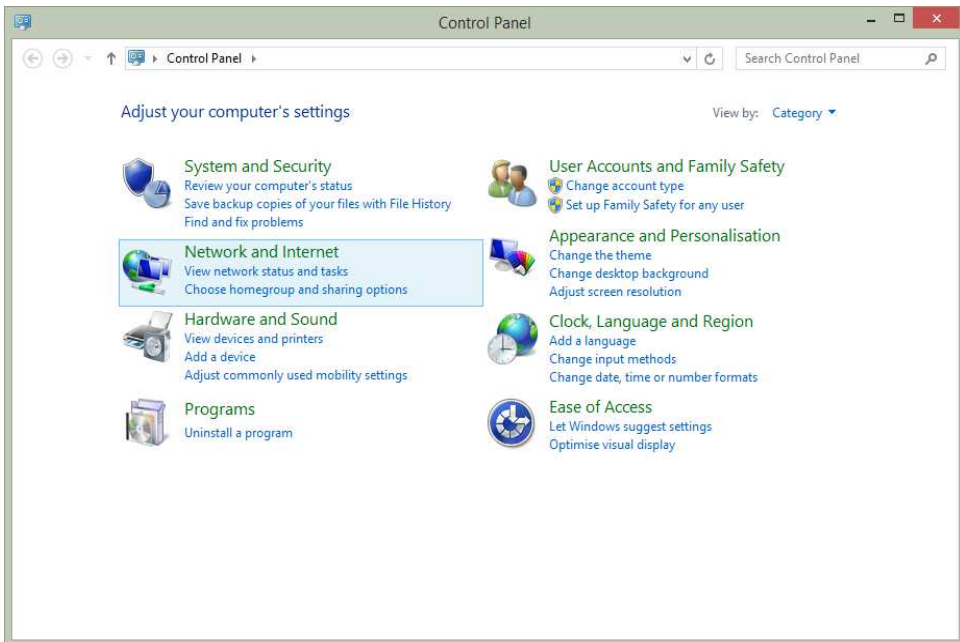 Control Panel
Control Panel
Search Control Panel
Adjust your computer's settings
View by: Category
System and Security
Review your computer's status
Save backup copies of your files with File History
Find and fix problems
Network and Internet
View network status and tasks
Choose homegroup and sharing options
Hardware and Sound
View devices and printers
Add a device
Adjust commonly used mobility settings
Programs
Uninstall a program
User Accounts and Family Safety
Change account type
Set up Family Safety for any user
Appearance and Personalisation
Change the theme
Change desktop background
Adjust screen resolution
Clock, Language and Region
Add a language
Change input methods
Change date, time or number formats
Ease of Access
Let Windows suggest settings
Optimise visual display